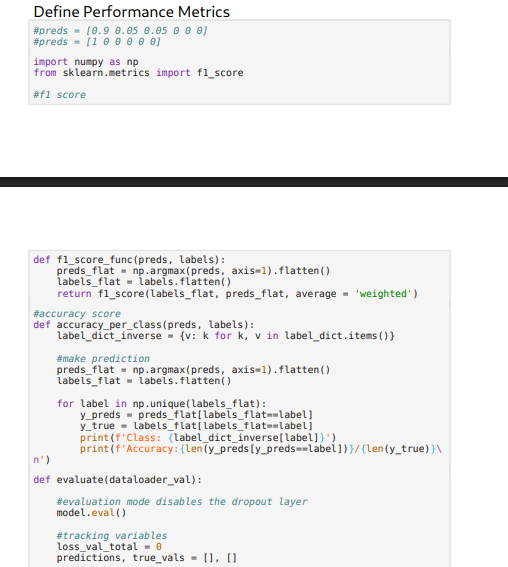 Define Performance Metrics
#preds = [0.9 0.05 0.05 0 0 0]
#preds = [1 0 0 0 0 0]
import numpy as np
from sklearn.metrics import f1_score
#f1 score
def f1_score_func(preds, labels):
    preds_flat = np.argmax(preds, axis=1).flatten()
    labels_flat = labels.flatten()
    return f1_score(labels_flat, preds_flat, average = 'weighted')
#accuracy score
def accuracy_per_class(preds, labels):
    label_dict_inverse = {v: k for k, v in label_dict.items()}
    #make prediction
    preds_flat = np.argmax(preds, axis=1).flatten()
    labels_flat = labels.flatten()
    for label in np.unique(labels_flat):
        y_preds = preds_flat[labels_flat==label]
        y_true = labels_flat[labels_flat==label]
        print(f'Class: {label_dict_inverse[label]}')
        print(f'Accuracy:{len(y_preds[y_preds==label])}/{len(y_true)}\
n')
def evaluate(dataloader_val):
    #evaluation mode disables the dropout layer
    model.eval()
    #tracking variables
    loss_val_total = 0
    predictions, true_vals = [], []